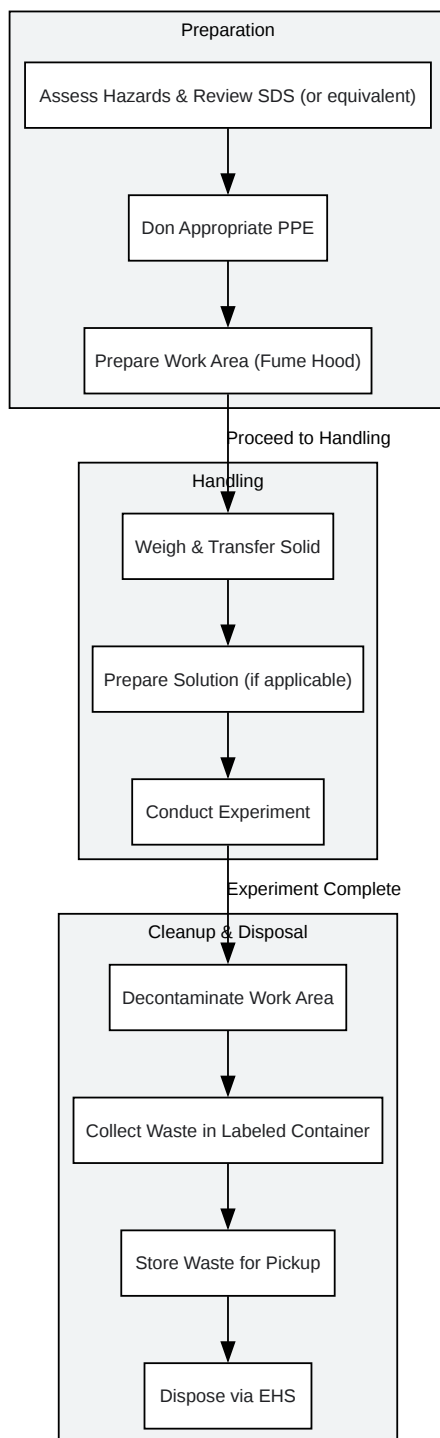 Preparation
Assess Hazards & Review SDS (or equivalent)
Don Appropriate PPE
Prepare Work Area (Fume Hood)
Proceed to Handling
Handling
Weigh & Transfer Solid
Prepare Solution (if applicable)
Conduct Experiment
Experiment Complete
Cleanup & Disposal
Decontaminate Work Area
Collect Waste in Labeled Container
Store Waste for Pickup
Dispose via EHS